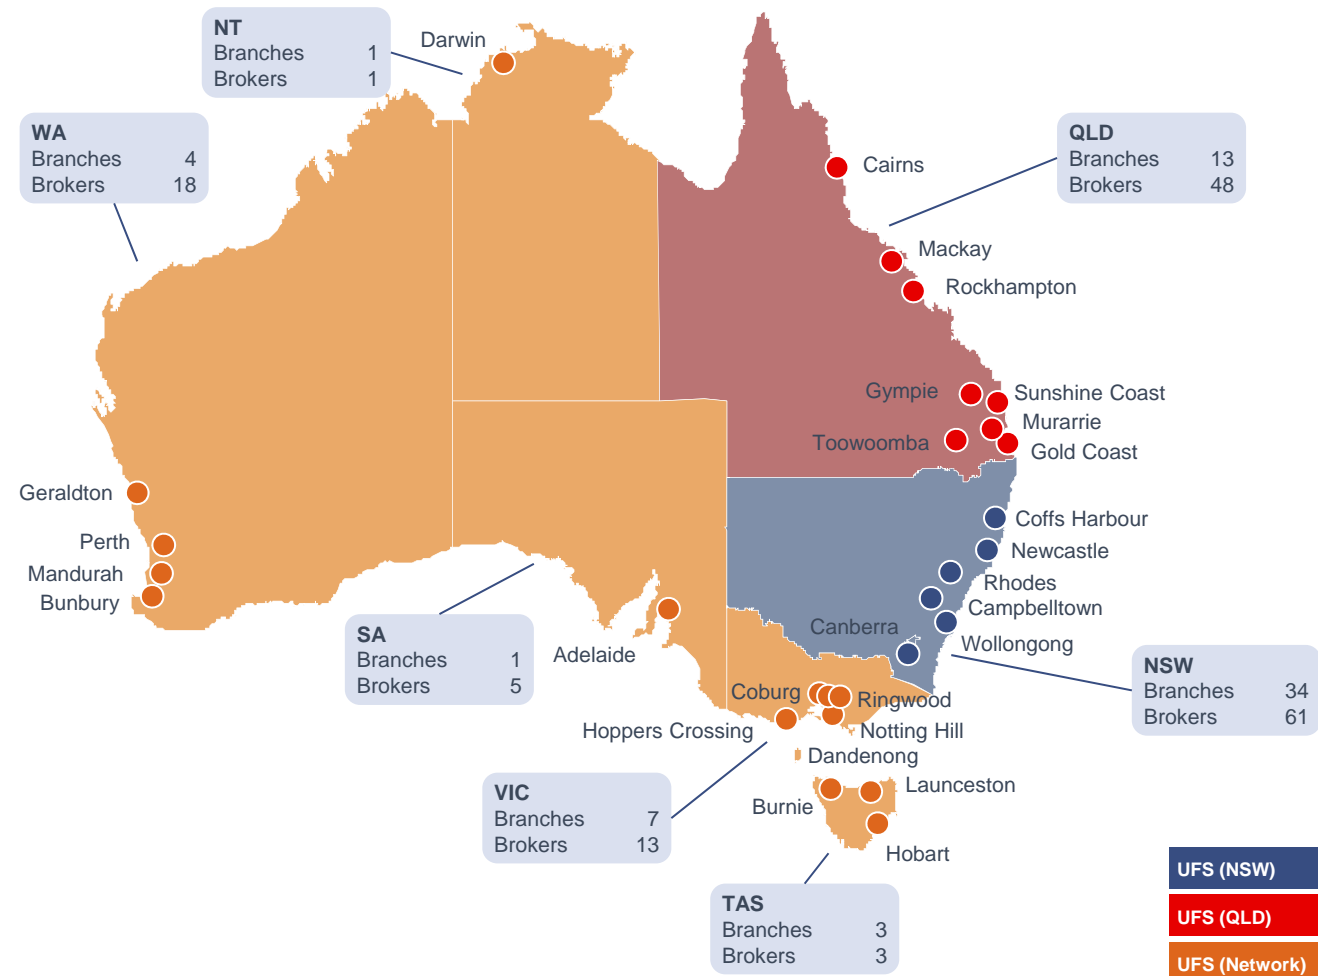 NT
Branches 1
Brokers 1
Darwin
WA
Branches 4
Brokers 18
QLD
Branches 13
Brokers 48
Cairns
Mackay
Rockhampton
Gympie
Sunshine Coast
Murarrie
Toowoomba
Gold Coast
Geraldton
Perth
Mandurah
Bunbury
Coffs Harbour
Newcastle
Rhodes
Campbelltown
Canberra
Wollongong
SA
Branches 1
Brokers 5
Adelaide
NSW
Branches 34
Brokers 61
Coburg
Ringwood
Hoppers Crossing
Notting Hill
Dandenong
VIC
Branches 7
Brokers 13
Burnie
Launceston
Hobart
TAS
Branches 3
Brokers 3
UFS (NSW)
UFS (QLD)
UFS (Network)